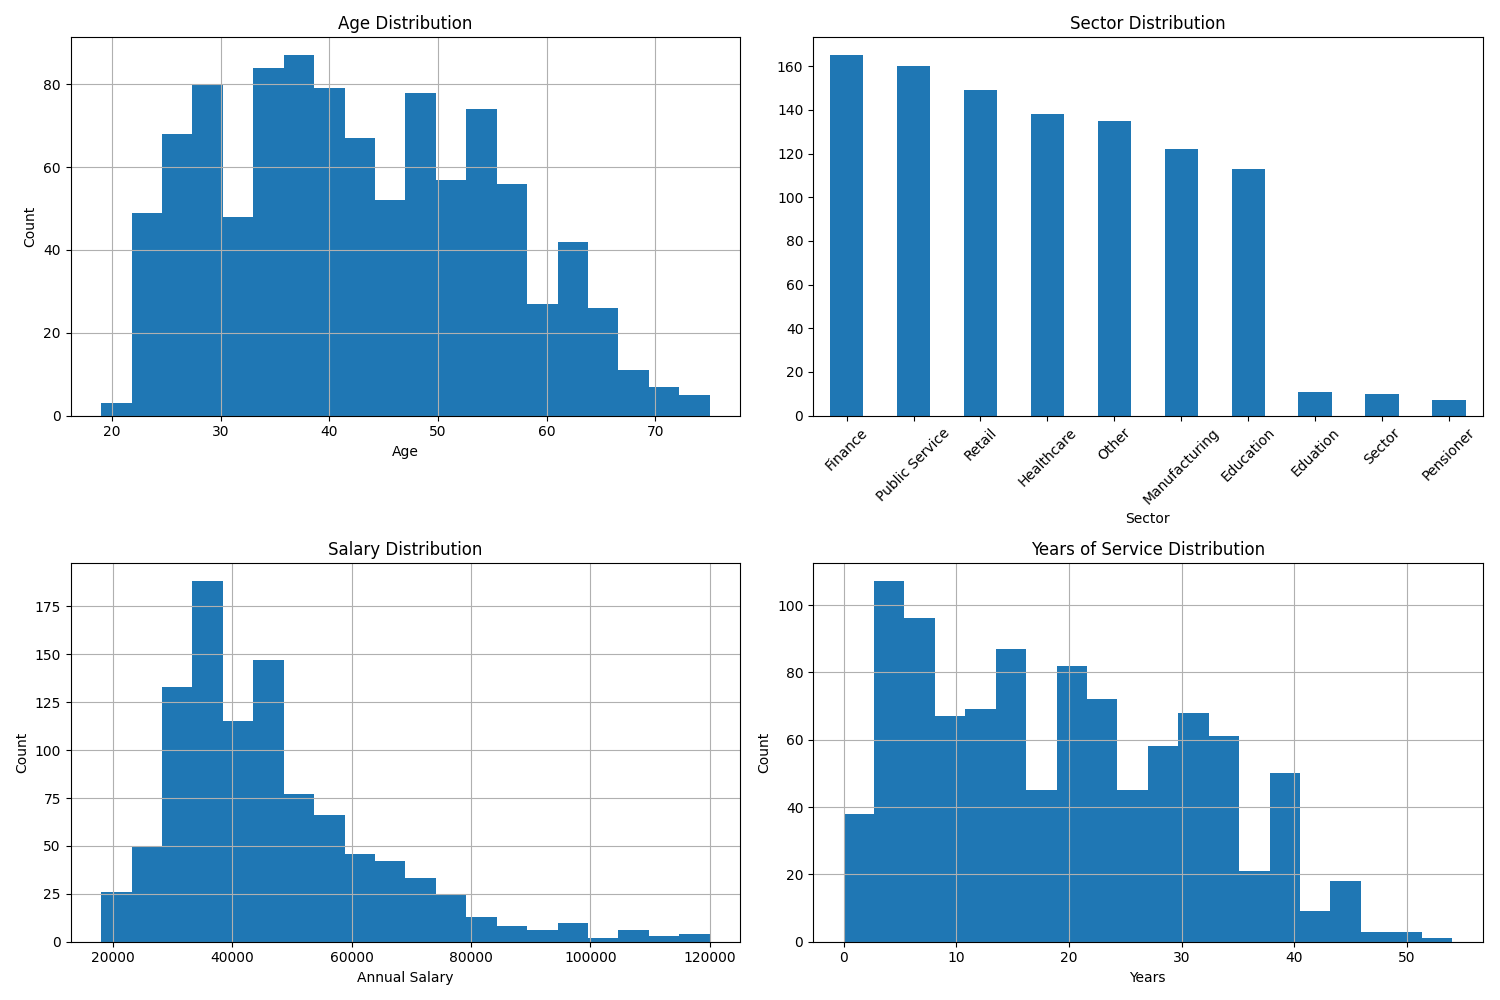 Age Distribution
80
60
40
20
0
Count
20 30 40 50 60 70
Age
Sector Distribution
160
140
120
100
80
60
40
20
0
Finance
Public Service
Retail
Healthcare
Other
Manufacturing
Education
Eduation
Sector
Pensioner
Sector
Salary Distribution
175
150
125
100
75
50
25
0
Count
20000 40000 60000 80000 100000 120000
Annual Salary
Years of Service Distribution
100
80
60
40
20
0
Count
0 10 20 30 40 50
Years